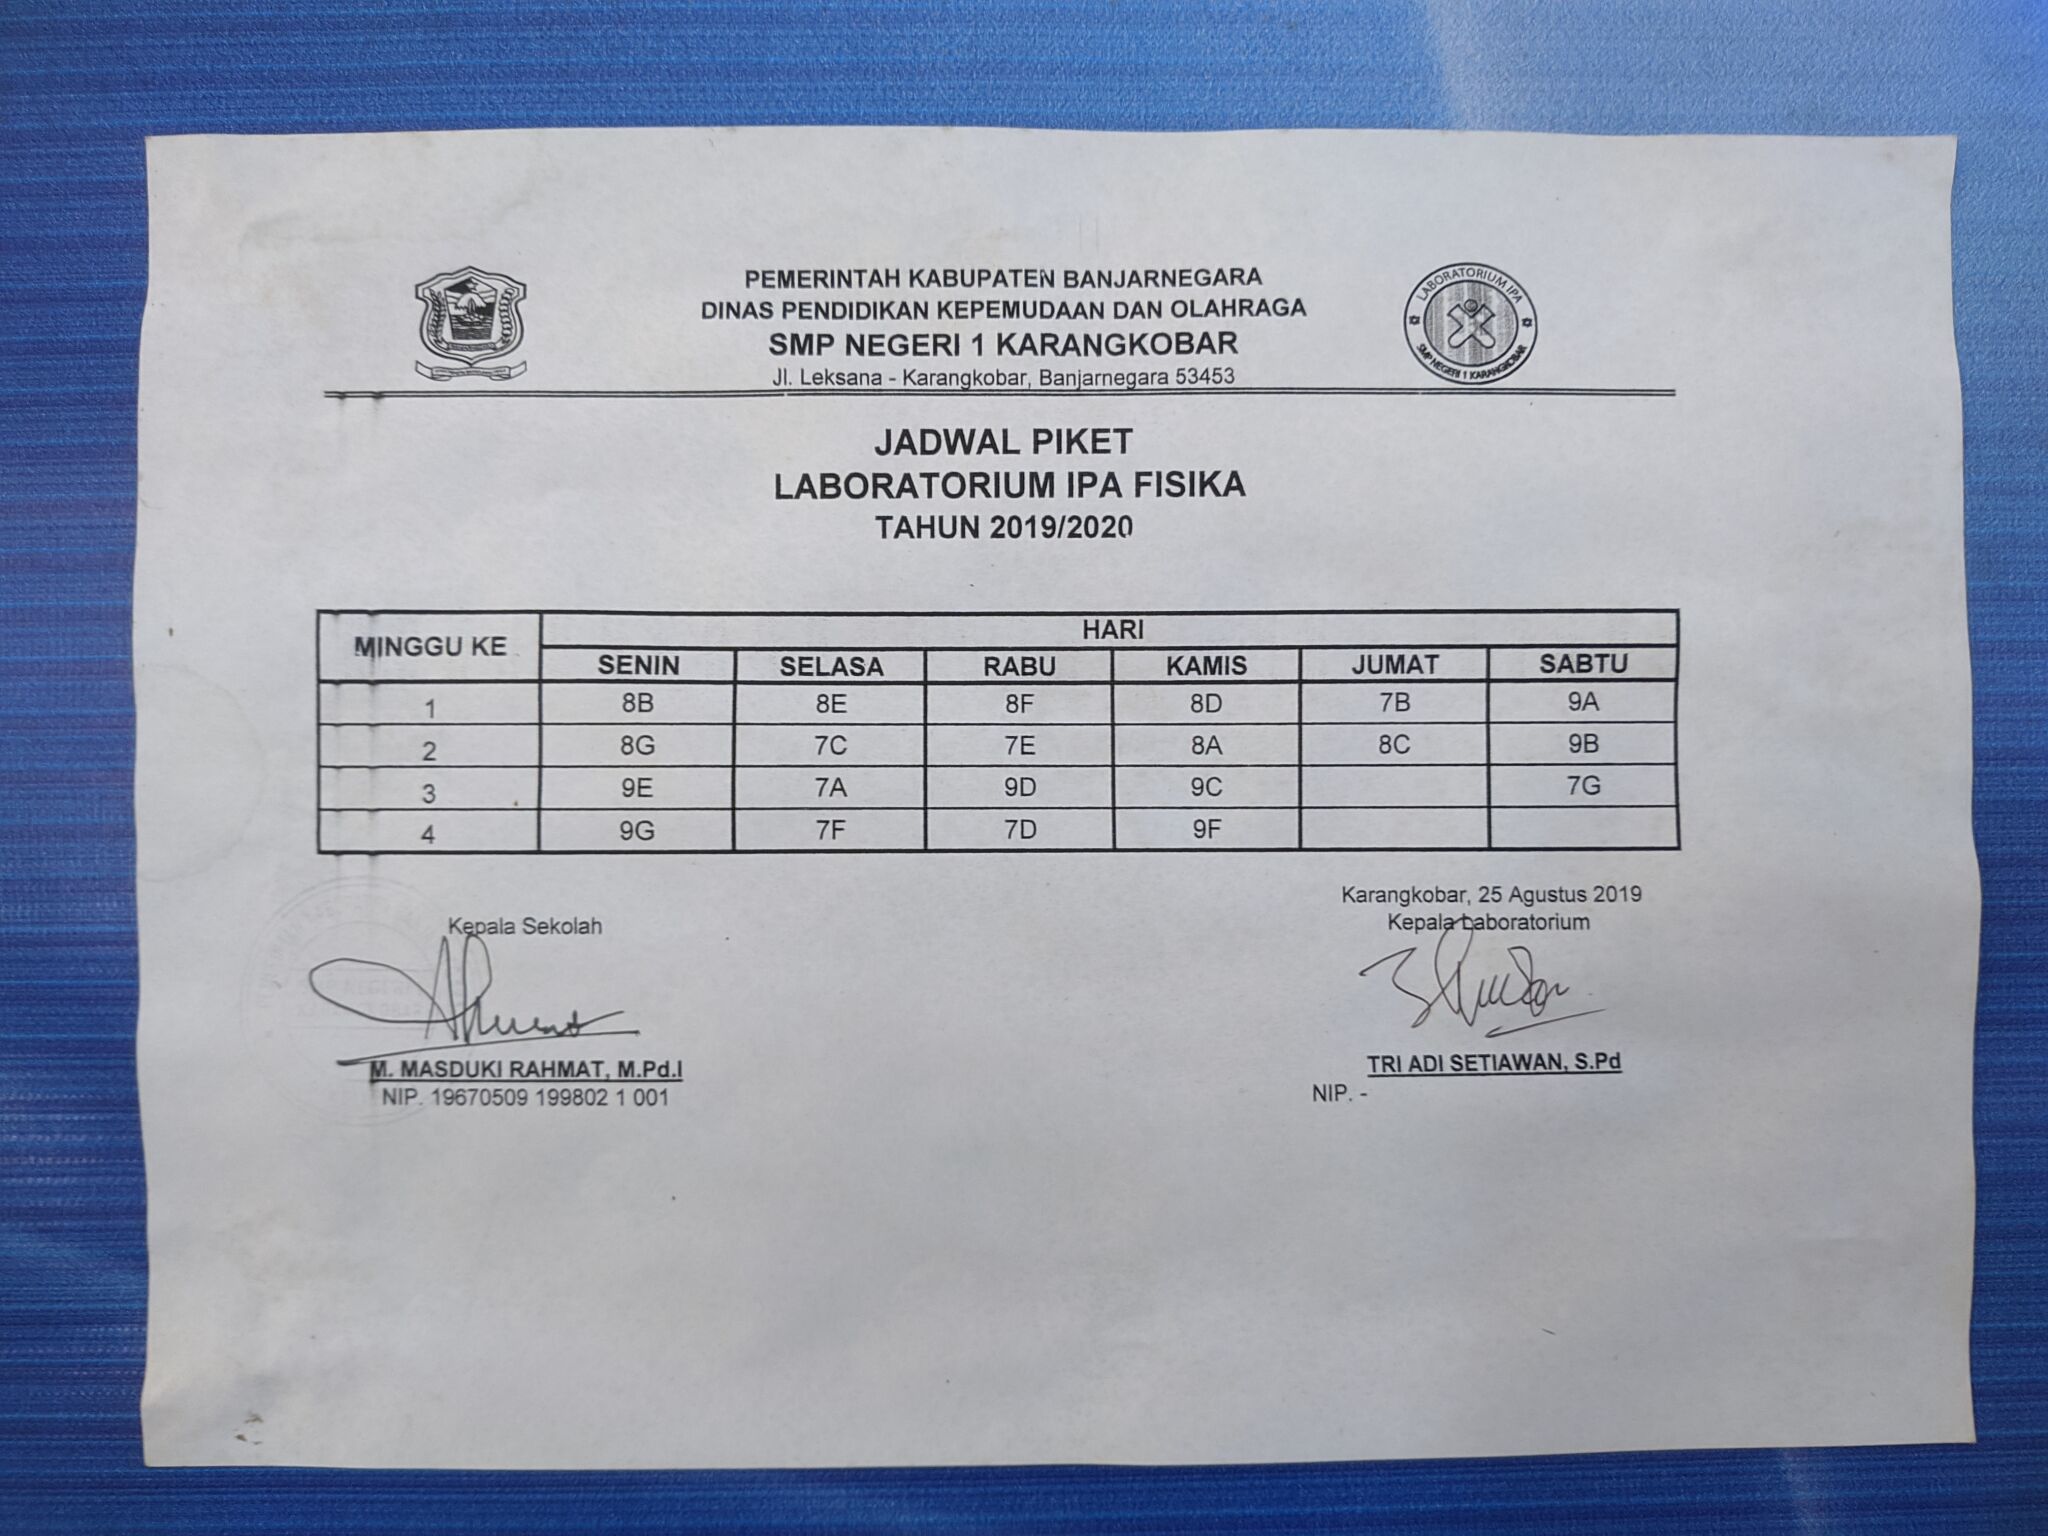 PEMERINTAH KABUPATEN BANJARNEGARA
DINAS PENDIDIKAN KEPEMUDAAN DAN OLAHRAGA
SMP NEGERI 1 KARANGKOBAR
Jl. Leksana - Karangkobar, Banjarnegara 53453
LABORATORIUM IPA
SMP NEGERI 1 KARANGKOBAR
JADWAL PIKET
LABORATORIUM IPA FISIKA
TAHUN 2019/2020
MINGGU KE HARI
SENIN SELASA RABU KAMIS JUMAT SABTU
1 8B 8E 8F 8D 7B 9A
2 8G 7C 7E 8A 8C 9B
3 9E 7A 9D 9C 7G
4 9G 7F 7D 9F
Karangkobar, 25 Agustus 2019
Kepala Sekolah Kepala Laboratorium
M. MASDUKI RAHMAT, M.Pd.I TRI ADI SETIAWAN, S.Pd
NIP. 19670509 199802 1 001 NIP. -